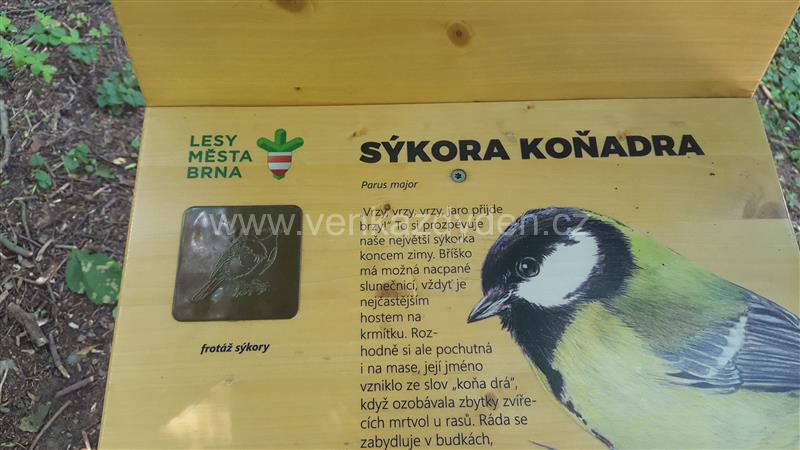 LESY
MĚSTA
BRNA
SÝKORA KOŇADRA
Parus major
„Vrzy, vrzy, vrzy, jaro přijde
brzy!“ To si prozpěvuje
naše největší sýkorka
koncem zimy. Bříško
má možná nacpané
slunečnicí, vždyť je
nejčastějším
hostem na
krmítku. Roz-
hodně si ale pochutná
i na mase, její jméno
vzniklo ze slov „koňa drá“,
když ozobávala zbytky zvíře-
cích mrtvol u rasů. Ráda se
zabydluje v budkách,
frotáž sýkory
www.venkazdyden.cz